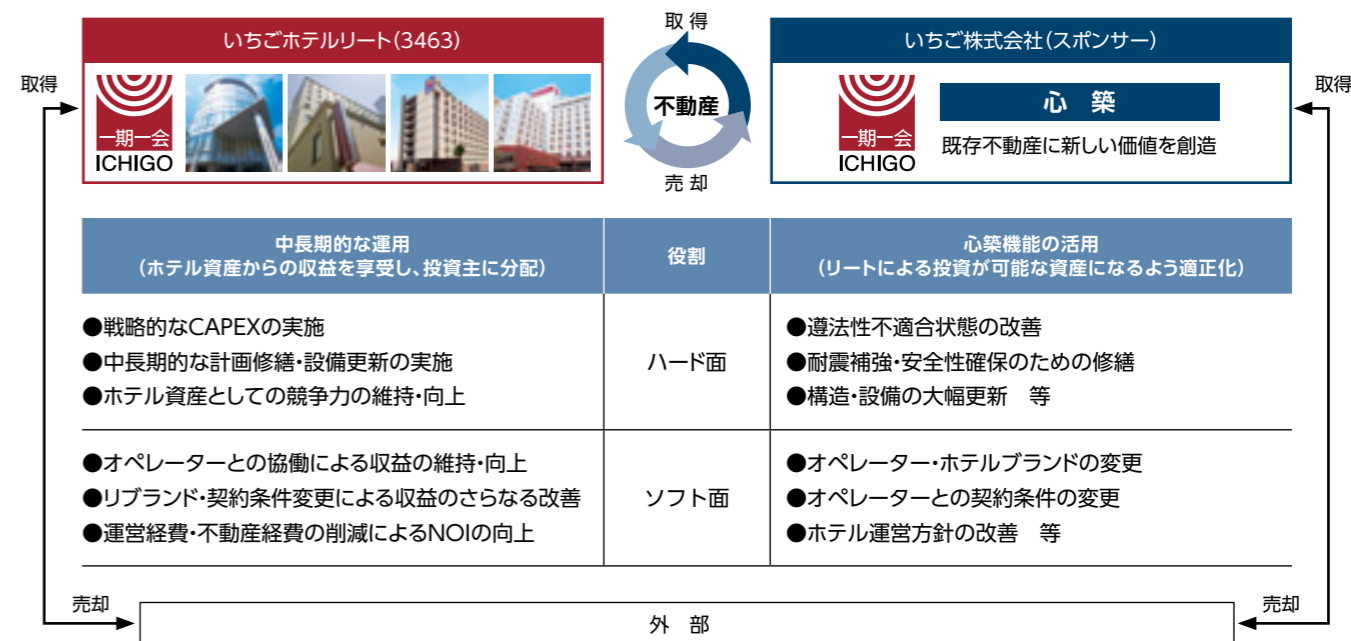 取 得
いちごホテルリート(3463)
いちご株式会社(スポンサー)
取得
取得
一期一会
ICHIGO
不動産
一期一会
ICHIGO
心 築
既存不動産に新しい価値を創造
売 却
中長期的な運用
(ホテル資産からの収益を享受し、投資主に分配)
役割
心築機能の活用
(リートによる投資が可能な資産になるよう適正化)
●戦略的なCAPEXの実施
●中長期的な計画修繕・設備更新の実施
●ホテル資産としての競争力の維持・向上
ハード面
●遵法性不適合状態の改善
●耐震補強・安全性確保のための修繕
●構造・設備の大幅更新　等
●オペレーターとの協働による収益の維持・向上
●リブランド・契約条件変更による収益のさらなる改善
●運営経費・不動産経費の削減によるNOIの向上
ソフト面
●オペレーター・ホテルブランドの変更
●オペレーターとの契約条件の変更
●ホテル運営方針の改善　等
売却
外　部
売却